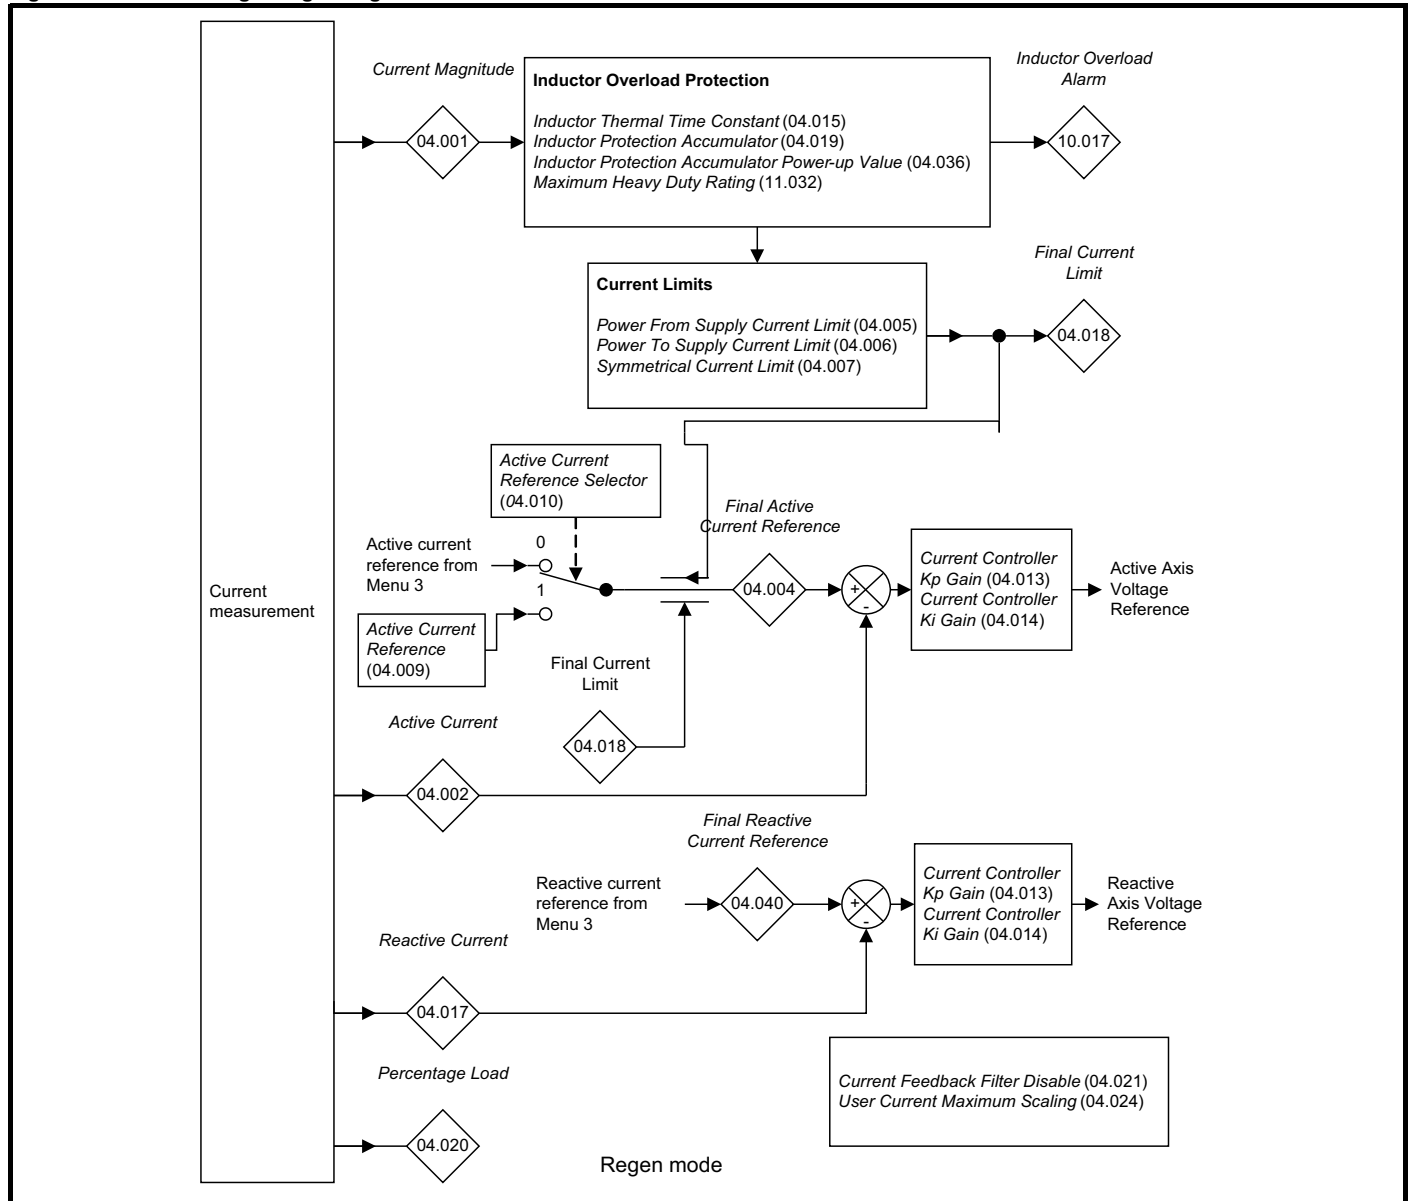 Current Magnitude
04.001
Inductor Overload Protection
Inductor Thermal Time Constant (04.015)
Inductor Protection Accumulator (04.019)
Inductor Protection Accumulator Power-up Value (04.036)
Maximum Heavy Duty Rating (11.032)
Inductor Overload
Alarm
10.017
Current Limits
Power From Supply Current Limit (04.005)
Power To Supply Current Limit (04.006)
Symmetrical Current Limit (04.007)
Final Current
Limit
04.018
Active Current
Reference Selector
(04.010)
Active current
reference from
Menu 3
0
1
Active Current
Reference
(04.009)
Final Active
Current Reference
04.004
+
-
Current Controller
Kp Gain (04.013)
Current Controller
Ki Gain (04.014)
Active Axis
Voltage
Reference
Current
measurement
Final Current
Limit
04.018
Active Current
04.002
Final Reactive
Current Reference
Reactive current
reference from
Menu 3
04.040
+
-
Current Controller
Kp Gain (04.013)
Current Controller
Ki Gain (04.014)
Reactive
Axis Voltage
Reference
Reactive Current
04.017
Percentage Load
04.020
Current Feedback Filter Disable (04.021)
User Current Maximum Scaling (04.024)
Regen mode